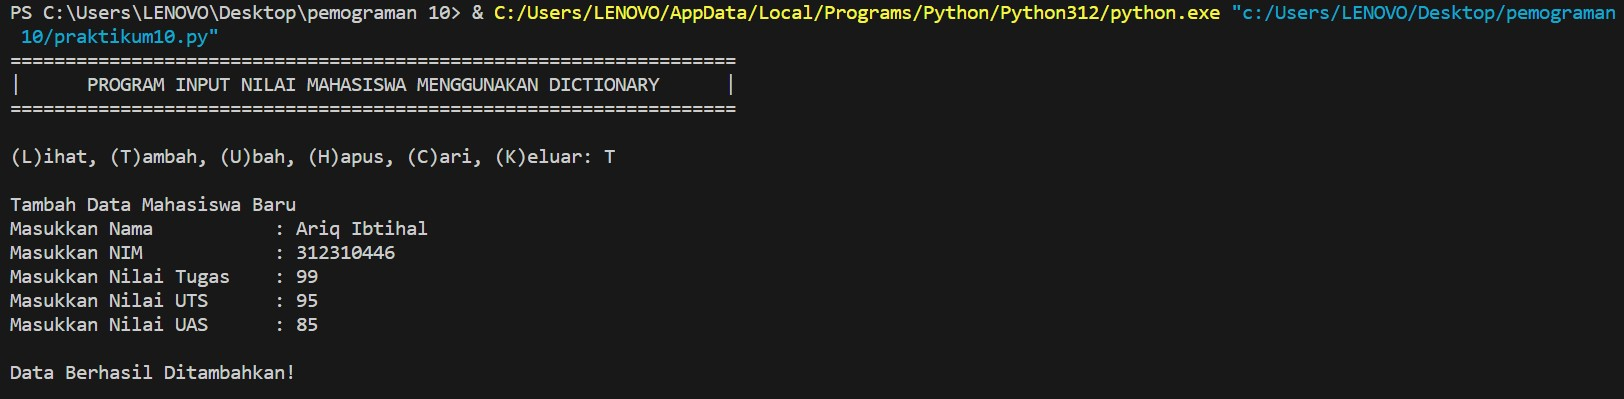 PS C:\Users\LENOVO\Desktop\pemograman 10> & C:/Users/LENOVO/AppData/Local/Programs/Python/Python312/python.exe "c:/Users/LENOVO/Desktop/pemograman
10/praktikum10.py"
==================================================================
|      PROGRAM INPUT NILAI MAHASISWA MENGGUNAKAN DICTIONARY      |
==================================================================
(L)ihat, (T)ambah, (U)bah, (H)apus, (C)ari, (K)eluar: T
Tambah Data Mahasiswa Baru
Masukkan Nama           : Ariq Ibtihal
Masukkan NIM            : 312310446
Masukkan Nilai Tugas    : 99
Masukkan Nilai UTS      : 95
Masukkan Nilai UAS      : 85
Data Berhasil Ditambahkan!